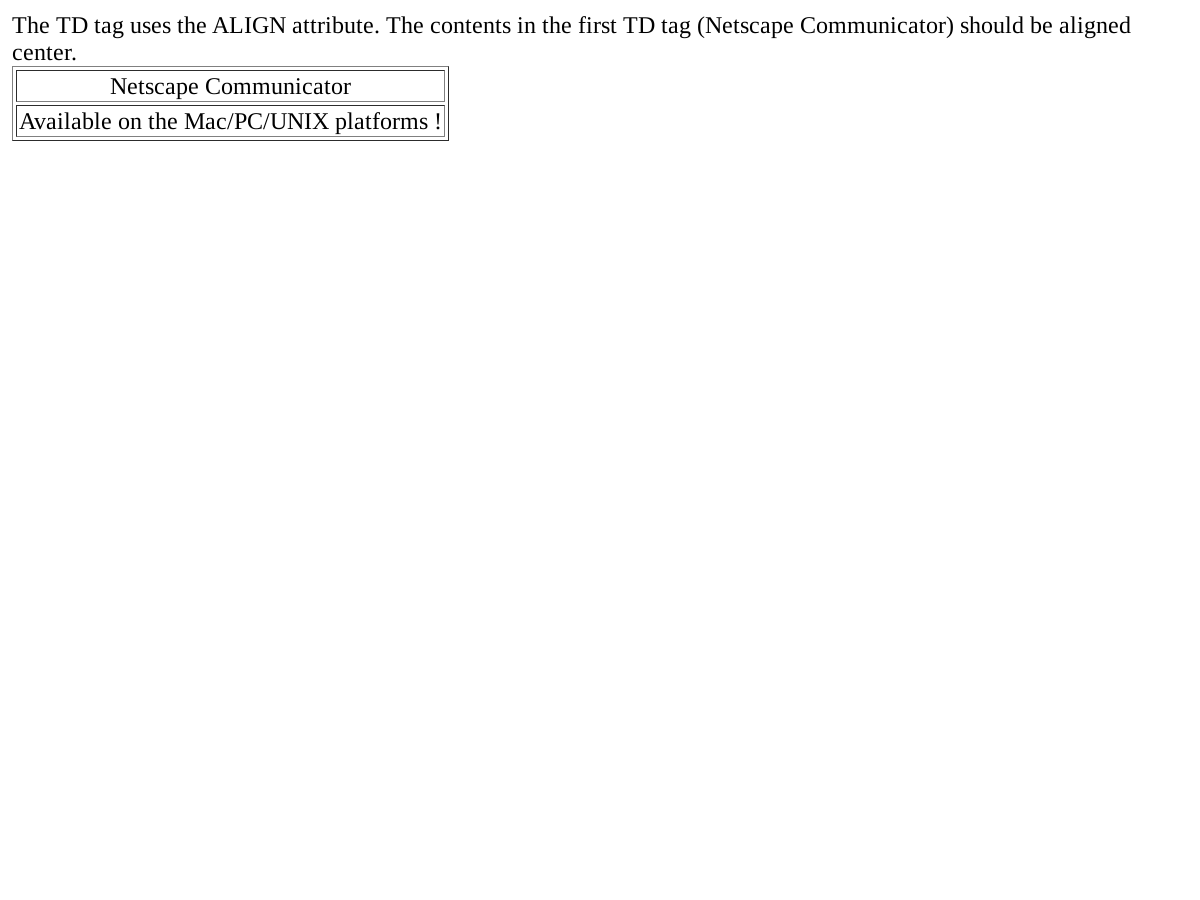 The TD tag uses the ALIGN attribute. The contents in the first TD tag (Netscape Communicator) should be aligned
center.
Netscape Communicator
Available on the Mac/PC/UNIX platforms !